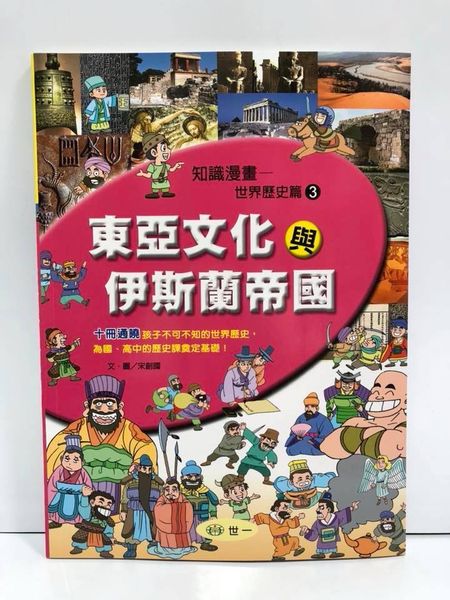 知識漫畫—
世界歷史篇 3
東亞文化與
伊斯蘭帝國
十冊通曉孩子不可不知的世界歷史，
為國、高中的歷史課奠定基礎！
文・圖／宋創譯
世一